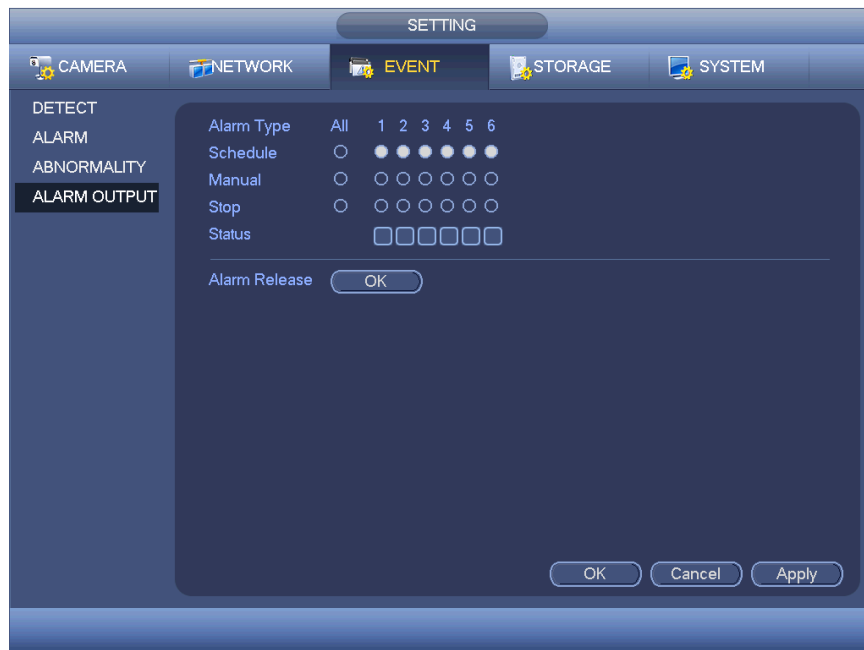 SETTING
CAMERA NETWORK EVENT STORAGE SYSTEM
DETECT
ALARM
ABNORMALITY
ALARM OUTPUT
Alarm Type All 1 2 3 4 5 6
Schedule
Manual
Stop
Status
Alarm Release OK
OK Cancel Apply